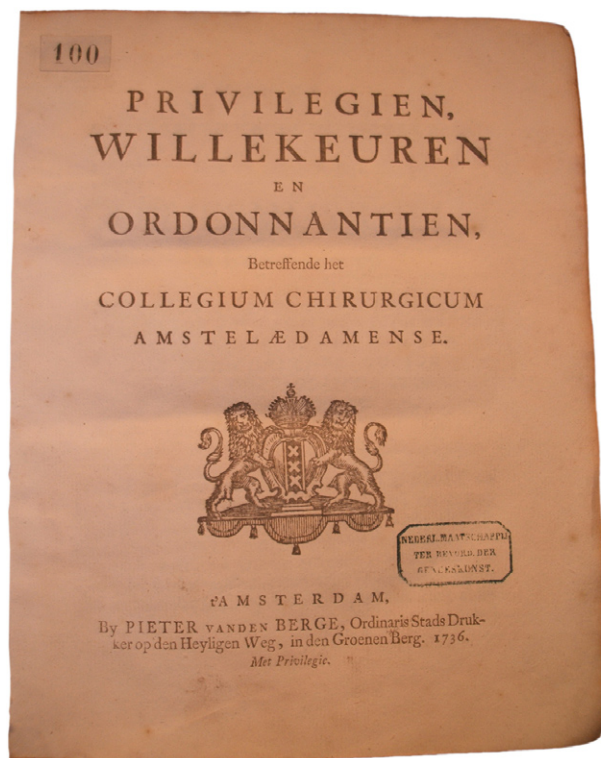 100
PRIVILEGIEN,
WILLEKEUREN
EN
ORDONNANTIEN,
Betreffende het
COLLEGIUM CHIRURGICUM
AMSTELÆDAMENSE.
NEDERL. MAATSCHAPPIJ
TER BEVORD. DER
GENEESKUNST.
t'AMSTERDAM,
By PIETER VANDEN BERGE, Ordinaris Stads Druk-
ker op den Heyligen Weg, in den Groenen Berg. 1736.
Met Privilegie.